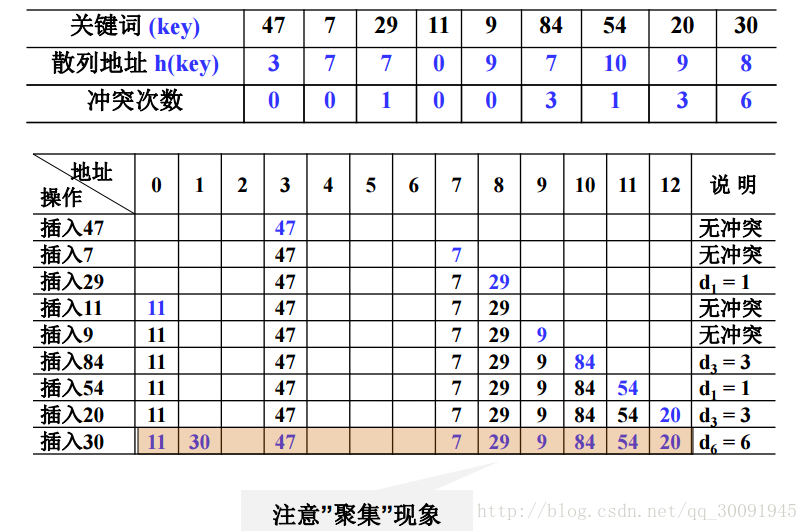 关键词 (key) 47 7 29 11 9 84 54 20 30
散列地址 h(key) 3 7 7 0 9 7 10 9 8
冲突次数 0 0 1 0 0 3 1 3 6
地址 操作 0 1 2 3 4 5 6 7 8 9 10 11 12 说 明
插入47 47 无冲突
插入7 47 7 无冲突
插入29 47 7 29 d1 = 1
插入11 11 47 7 29 无冲突
插入9 11 47 7 29 9 无冲突
插入84 11 47 7 29 9 84 d3 = 3
插入54 11 47 7 29 9 84 54 d1 = 1
插入20 11 47 7 29 9 84 54 20 d3 = 3
插入30 11 30 47 7 29 9 84 54 20 d6 = 6
注意”聚集”现象
http://blog.csdn.net/qq_30091945